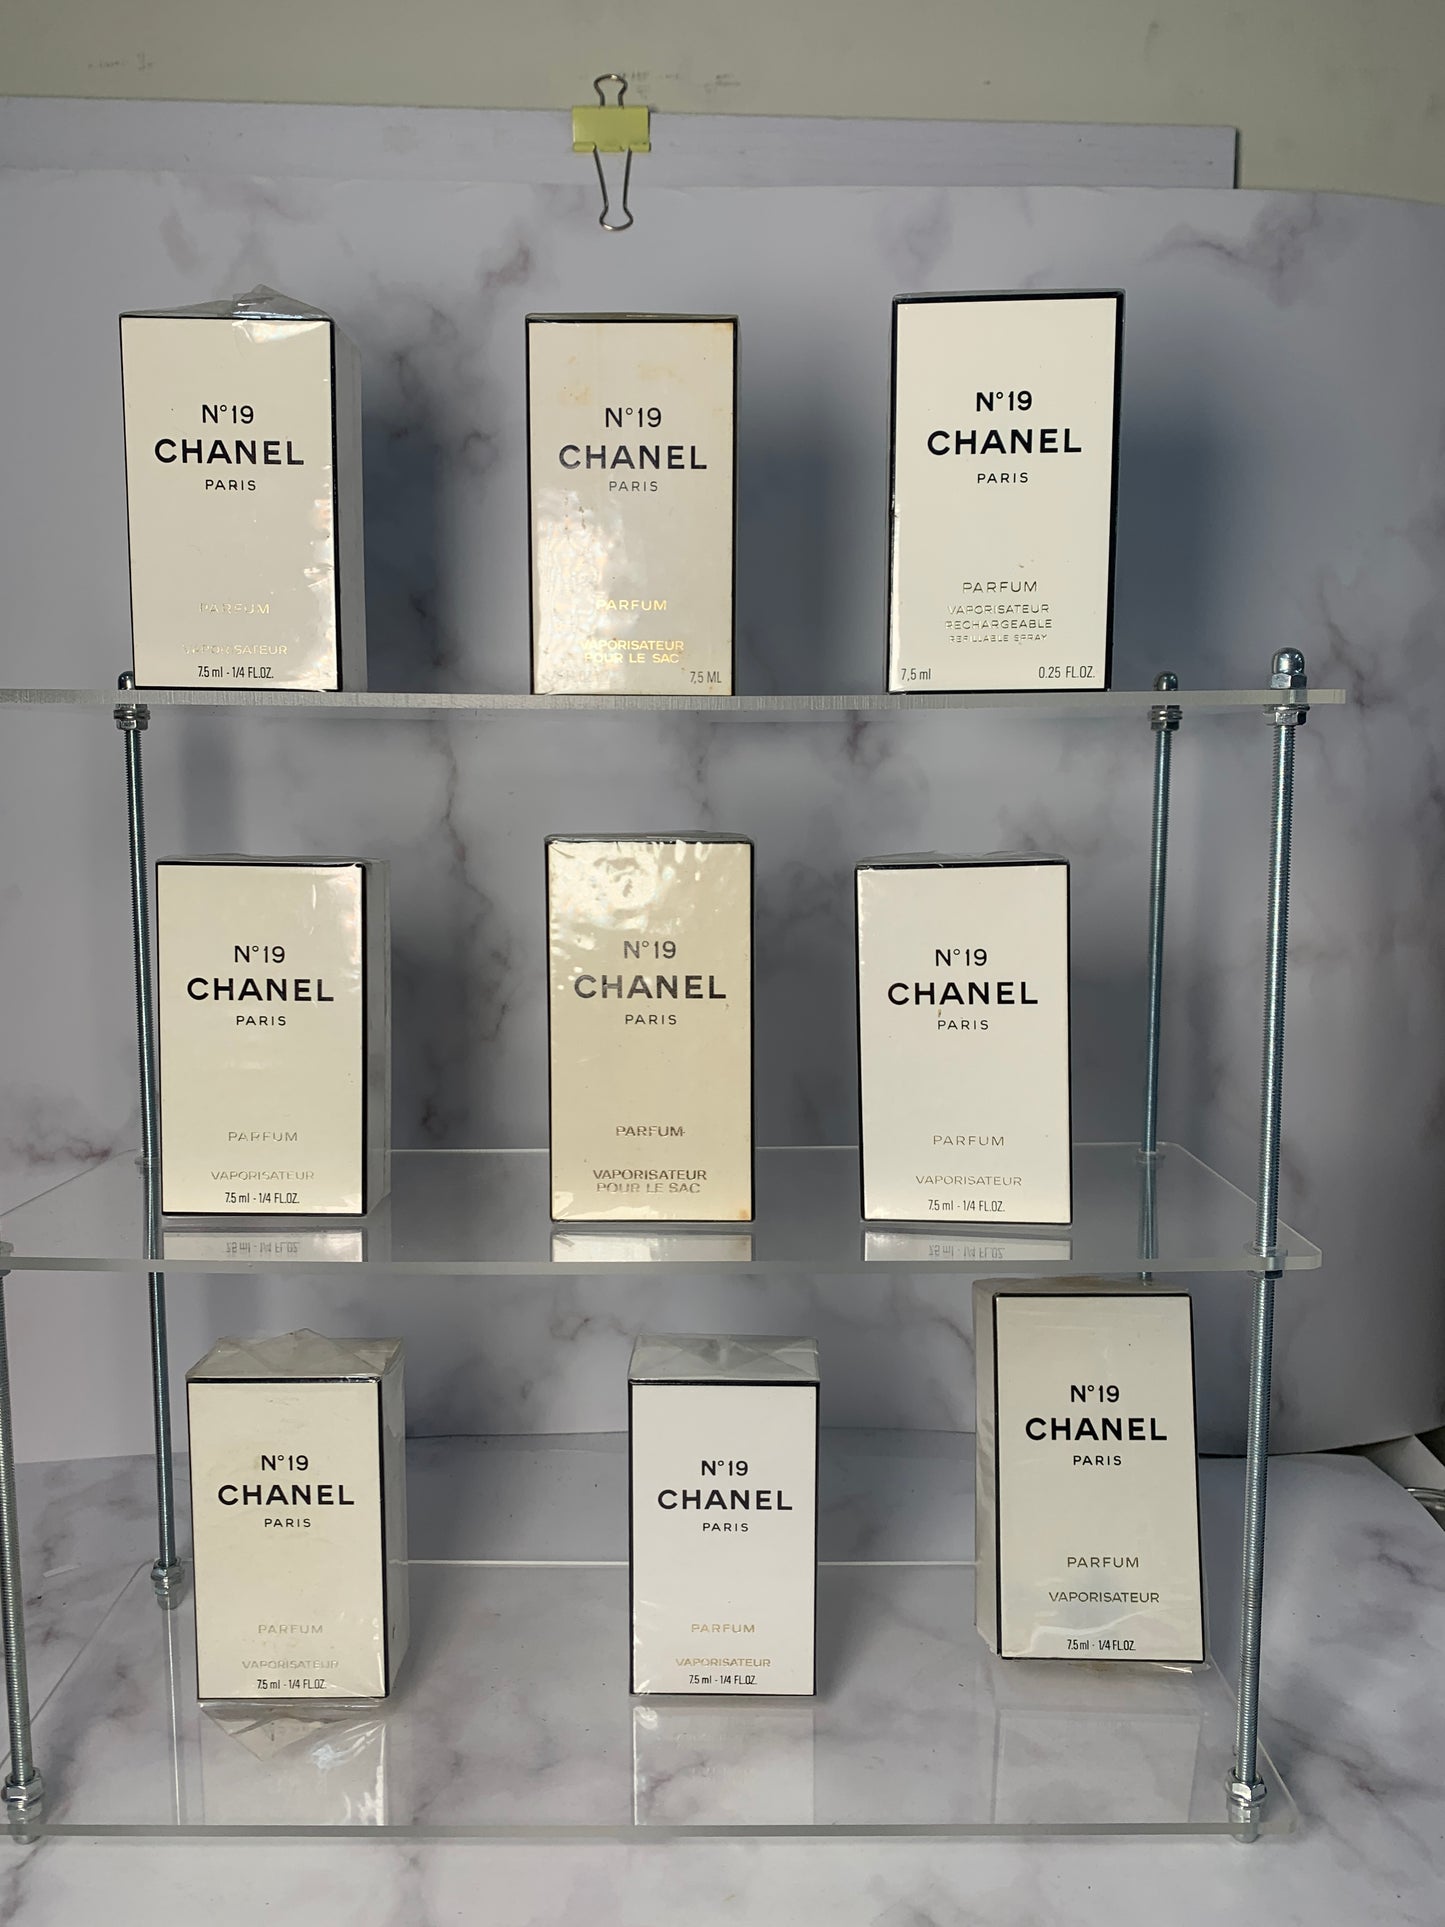 N°19
CHANEL
PARIS
PARFUM
VAPORISATEUR
7.5 ml - 1/4 FL.OZ.
N°19
CHANEL
PARIS
PARFUM
VAPORISATEUR
POUR LE SAC
7,5 ML
N°19
CHANEL
PARIS
PARFUM
VAPORISATEUR
RECHARGEABLE
REFILLABLE SPRAY
7,5 ml 0.25 FL.OZ.
N°19
CHANEL
PARIS
PARFUM
VAPORISATEUR
7.5 ml - 1/4 FL.OZ.
N°19
CHANEL
PARIS
PARFUM
VAPORISATEUR
POUR LE SAC
N°19
CHANEL
PARIS
PARFUM
VAPORISATEUR
7.5 ml - 1/4 FL.OZ.
N°19
CHANEL
PARIS
PARFUM
VAPORISATEUR
7.5 ml - 1/4 FL.OZ.
N°19
CHANEL
PARIS
PARFUM
VAPORISATEUR
7.5 ml - 1/4 FL.OZ.
N°19
CHANEL
PARIS
PARFUM
VAPORISATEUR
7.5 ml - 1/4 FL.OZ.